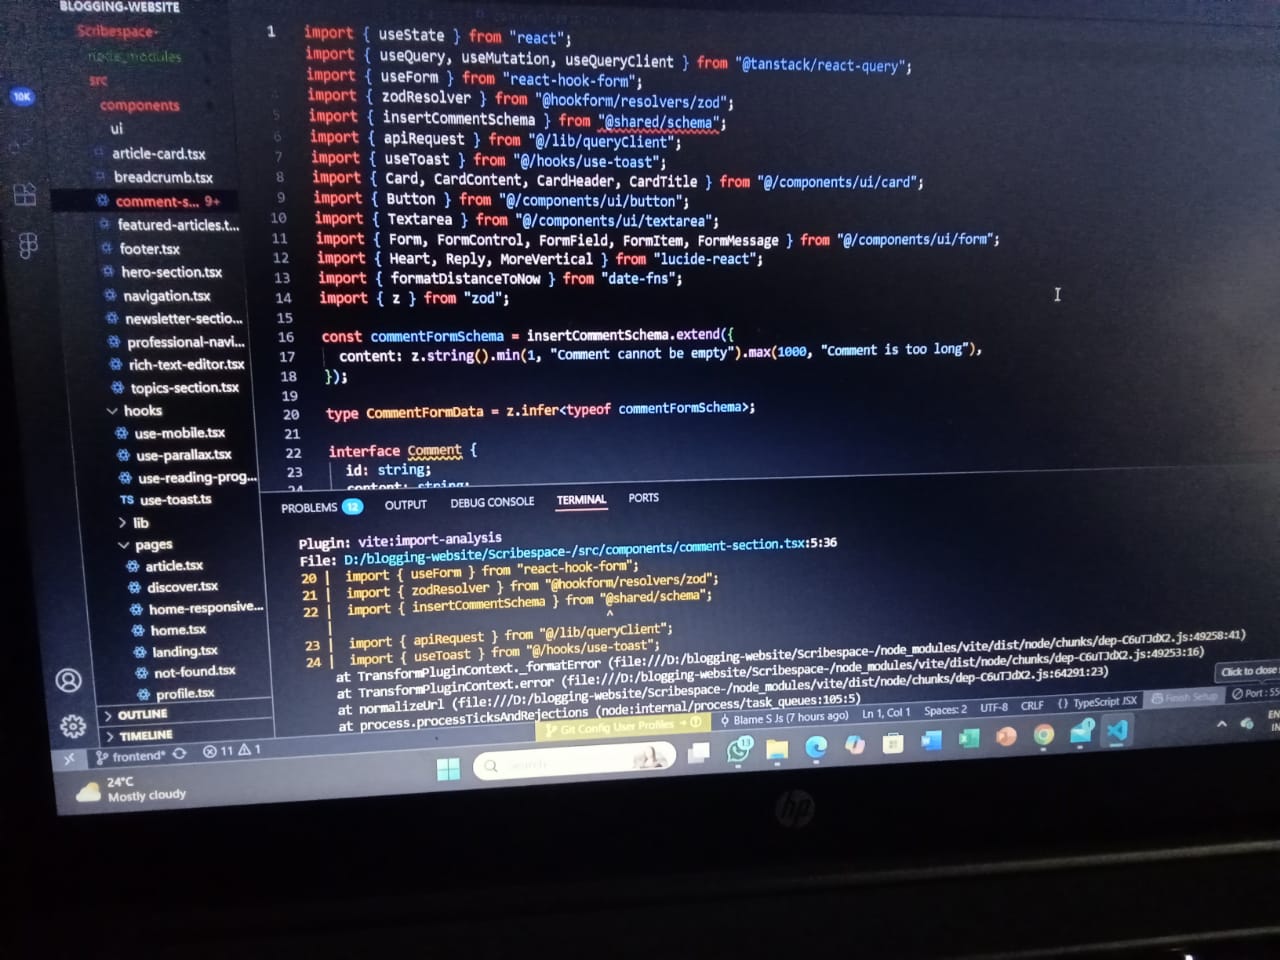 BLOGGING-WEBSITE
Scribespace-
node_modules
src
components
ui
article-card.tsx
breadcrumb.tsx
comment-s... 9+
featured-articles.t...
footer.tsx
hero-section.tsx
navigation.tsx
newsletter-sectio...
professional-navi...
rich-text-editor.tsx
topics-section.tsx
hooks
use-mobile.tsx
use-parallax.tsx
use-reading-prog...
TS use-toast.ts
lib
pages
article.tsx
discover.tsx
home-responsive...
home.tsx
landing.tsx
not-found.tsx
profile.tsx
OUTLINE
TIMELINE
10K
1 import { useState } from "react";
import { useQuery, useMutation, useQueryClient } from "@tanstack/react-query";
import { useForm } from "react-hook-form";
import { zodResolver } from "@hookform/resolvers/zod";
5 import { insertCommentSchema } from "@shared/schema";
6 import { apiRequest } from "@/lib/queryClient";
7 import { useToast } from "@/hooks/use-toast";
8 import { Card, CardContent, CardHeader, CardTitle } from "@/components/ui/card";
9 import { Button } from "@/components/ui/button";
10 import { Textarea } from "@/components/ui/textarea";
11 import { Form, FormControl, FormField, FormItem, FormMessage } from "@/components/ui/form";
12 import { Heart, Reply, MoreVertical } from "lucide-react";
13 import { formatDistanceToNow } from "date-fns";
14 import { z } from "zod";
15
16 const commentFormSchema = insertCommentSchema.extend({
17 content: z.string().min(1, "Comment cannot be empty").max(1000, "Comment is too long"),
18 });
19
20 type CommentFormData = z.infer<typeof commentFormSchema>;
21
22 interface Comment {
23 id: string;
24 content: string;
PROBLEMS 12 OUTPUT DEBUG CONSOLE TERMINAL PORTS
Plugin: vite:import-analysis
File: D:/blogging-website/Scribespace-/src/components/comment-section.tsx:5:36
20 | import { useForm } from "react-hook-form";
21 | import { zodResolver } from "@hookform/resolvers/zod";
22 | import { insertCommentSchema } from "@shared/schema";
| ^
23 | import { apiRequest } from "@/lib/queryClient";
24 | import { useToast } from "@/hooks/use-toast";
at TransformPluginContext._formatError (file:///D:/blogging-website/Scribespace-/node_modules/vite/dist/node/chunks/dep-C6uTJdX2.js:49258:41)
at TransformPluginContext.error (file:///D:/blogging-website/Scribespace-/node_modules/vite/dist/node/chunks/dep-C6uTJdX2.js:49253:16)
at normalizeUrl (file:///D:/blogging-website/Scribespace-/node_modules/vite/dist/node/chunks/dep-C6uTJdX2.js:64291:23)
at process.processTicksAndRejections (node:internal/process/task_queues:105:5)
Click to close
frontend* 11 1 Git Config User Profiles Blame S Js (7 hours ago) Ln 1, Col 1 Spaces: 2 UTF-8 CRLF {} TypeScript JSX Finish Setup Port: 55
24°C
Mostly cloudy
Search
13
1
EN
IN
hp